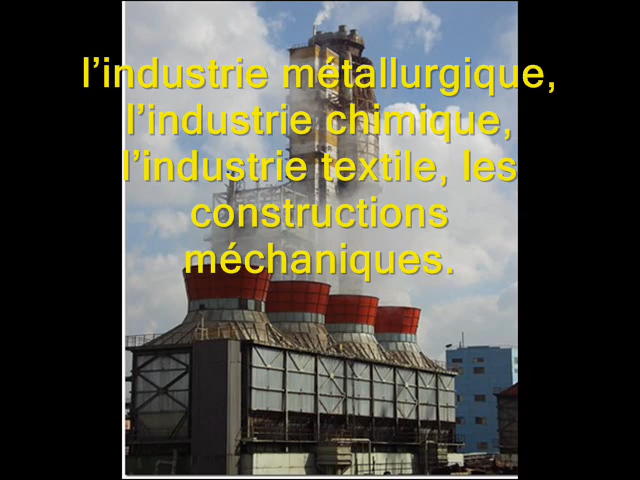 l’industrie métallurgique,
l’industrie chimique,
l’industrie textile, les
constructions
méchaniques.